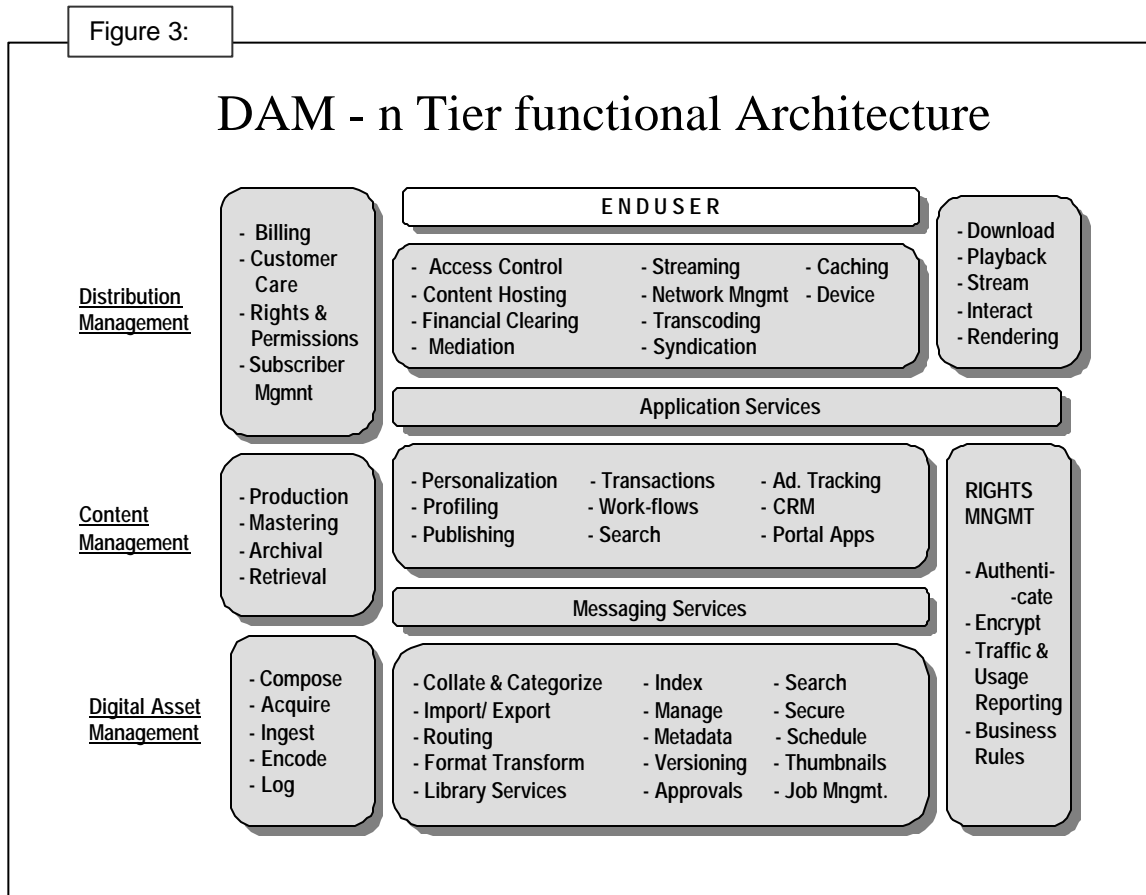 Figure 3:
DAM - n Tier functional Architecture
Distribution
Management
- Billing
- Customer
Care
- Rights &
Permissions
- Subscriber
Mgmnt
ENDUSER
- Access Control
- Content Hosting
- Financial Clearing
- Mediation
- Streaming
- Network Mngmt
- Transcoding
- Syndication
- Caching
- Device
- Download
- Playback
- Stream
- Interact
- Rendering
Application Services
Content
Management
- Production
- Mastering
- Archival
- Retrieval
- Personalization
- Profiling
- Publishing
- Transactions
- Work-flows
- Search
- Ad. Tracking
- CRM
- Portal Apps
RIGHTS
MNGMT
- Authenti-
-cate
- Encrypt
- Traffic &
Usage
Reporting
- Business
Rules
Messaging Services
Digital Asset
Management
- Compose
- Acquire
- Ingest
- Encode
- Log
- Collate & Categorize
- Import/ Export
- Routing
- Format Transform
- Library Services
- Index
- Manage
- Metadata
- Versioning
- Approvals
- Search
- Secure
- Schedule
- Thumbnails
- Job Mngmt.